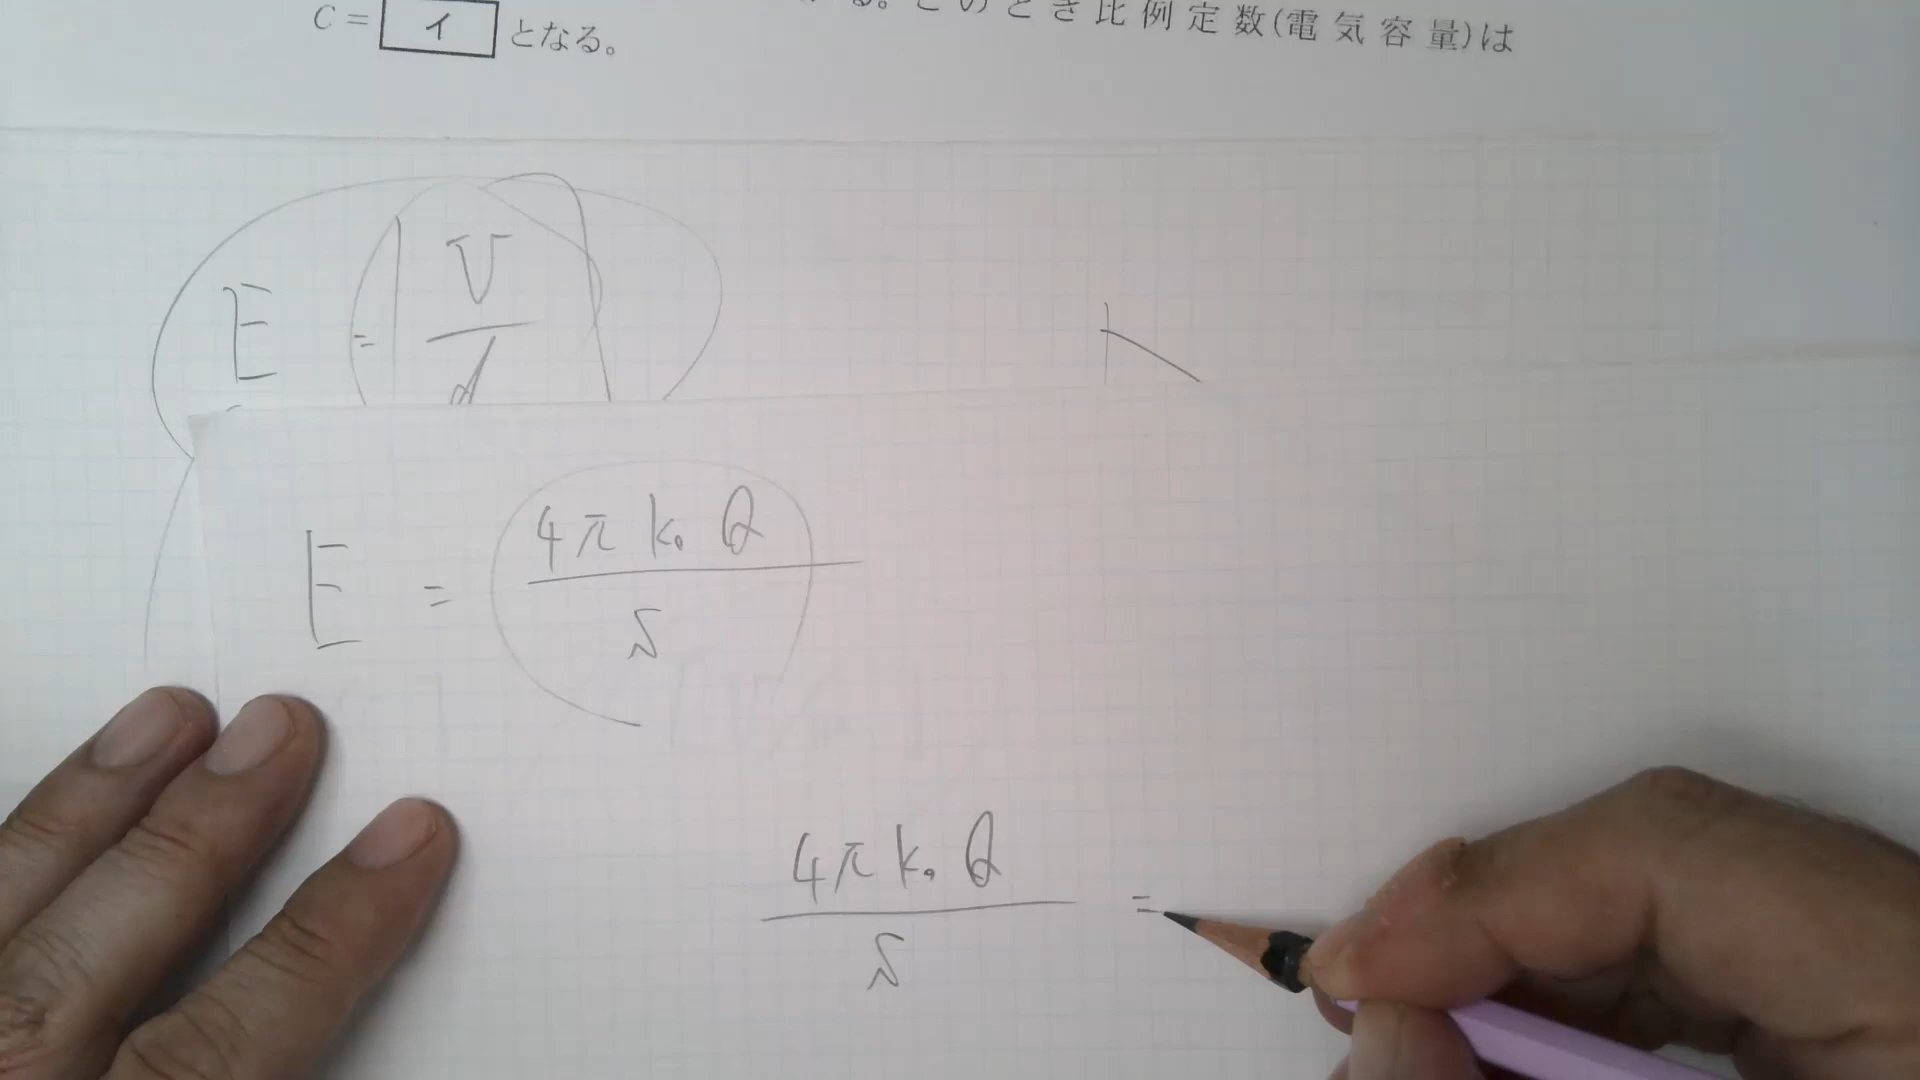 る。このとき比例定数(電気容量)は
C = イ となる。
E = V/d
E = 4πk₀Q/S
4πk₀Q/S =